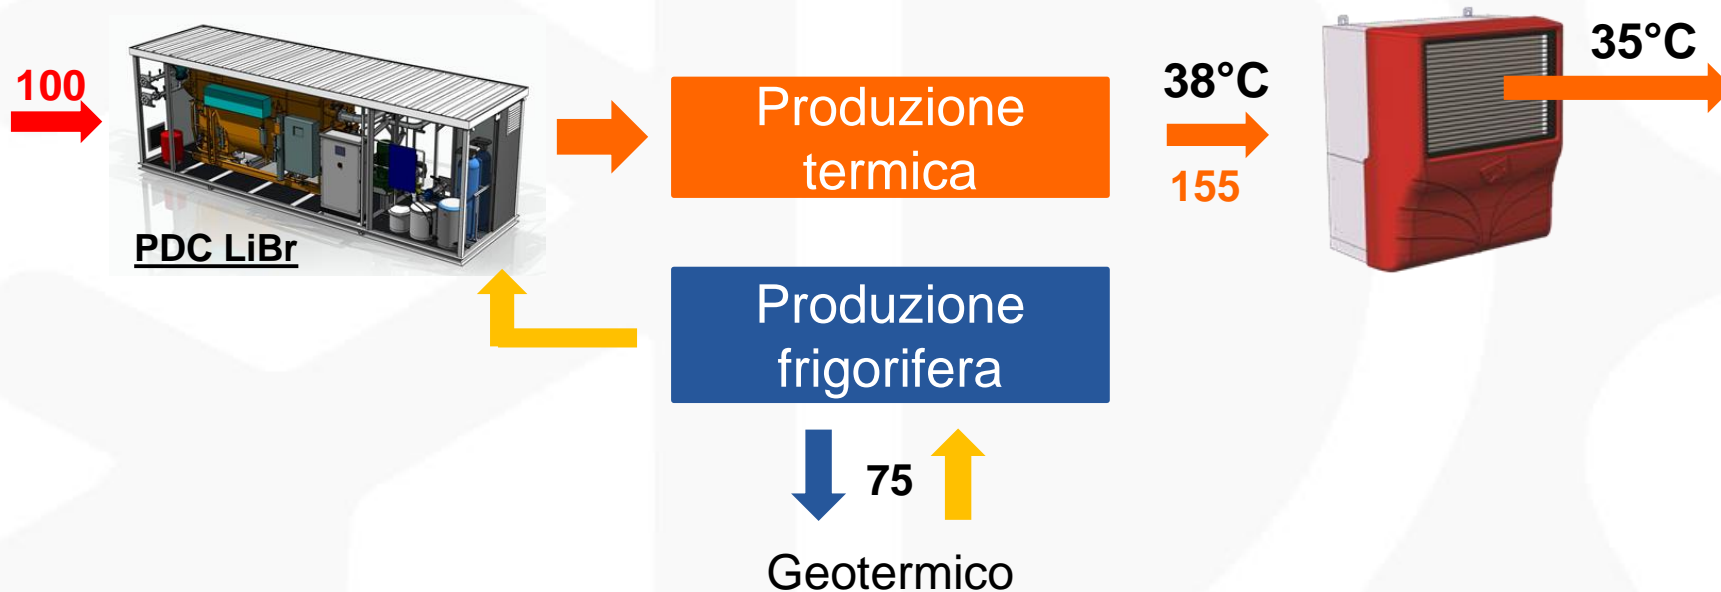 100
PDC LiBr
Produzione
termica
38°C
155
35°C
Produzione
frigorifera
75
Geotermico